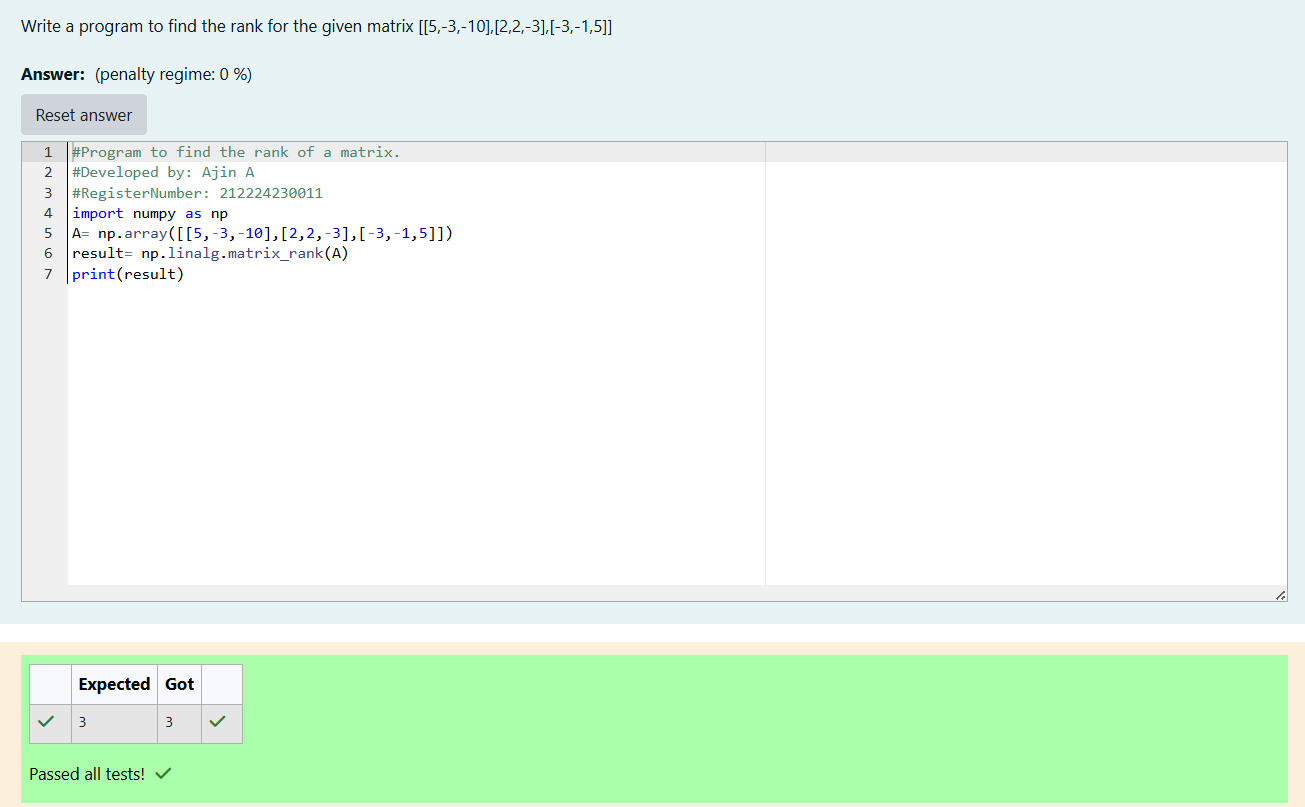 Write a program to find the rank for the given matrix [[5,-3,-10],[2,2,-3],[-3,-1,5]]
Answer: (penalty regime: 0 %)
Reset answer
1 #Program to find the rank of a matrix.
2 #Developed by: Ajin A
3 #RegisterNumber: 212224230011
4 import numpy as np
5 A= np.array([[5,-3,-10],[2,2,-3],[-3,-1,5]])
6 result= np.linalg.matrix_rank(A)
7 print(result)
Expected Got
3 3
Passed all tests!